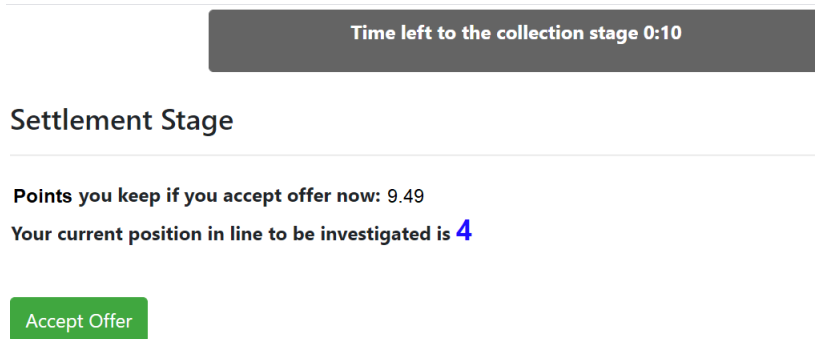 Time left to the collection stage 0:10
Settlement Stage
Points you keep if you accept offer now: 9.49
Your current position in line to be investigated is 4
Accept Offer